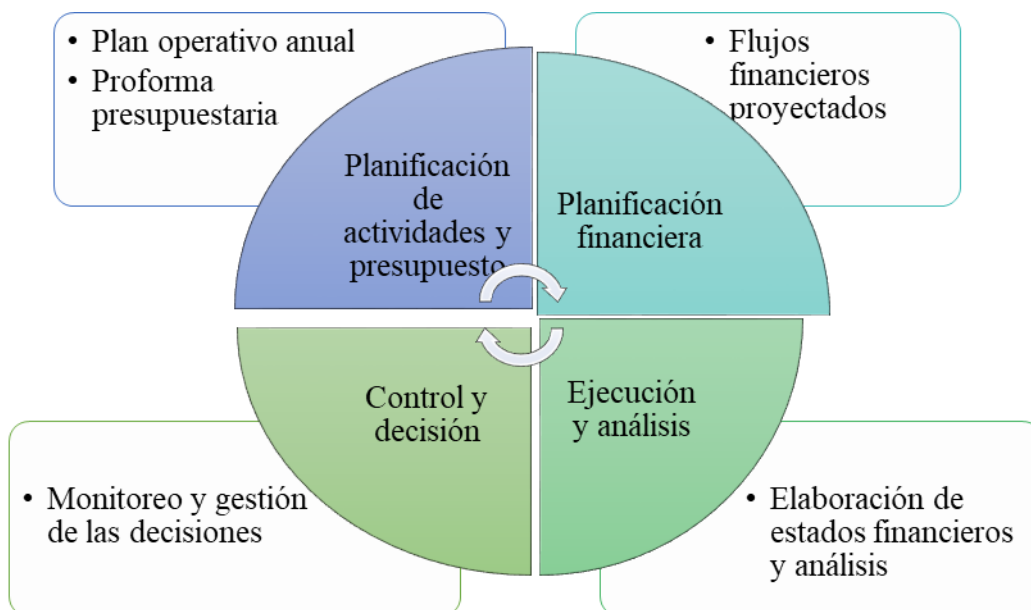 • Plan operativo anual
• Proforma
presupuestaria
• Flujos
financieros
proyectados
Planificación
de
actividades y
presupuesto
Planificación
financiera
Control y
decisión
Ejecución
y análisis
• Monitoreo y gestión
de las decisiones
• Elaboración de
estados financieros
y análisis